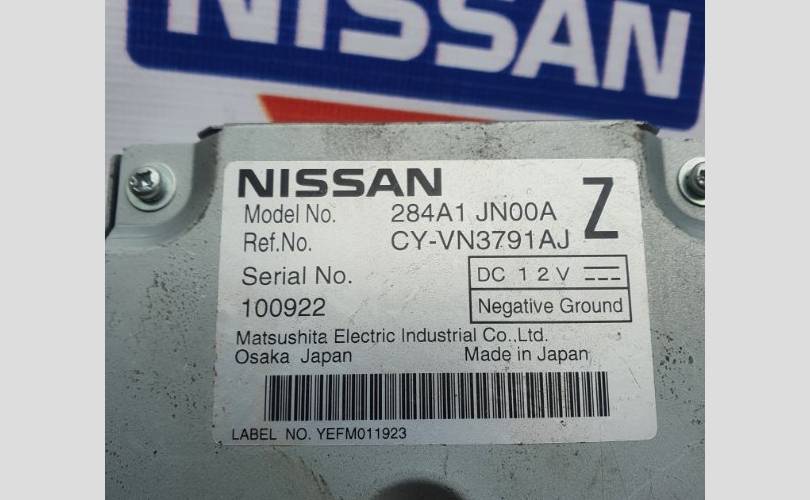 NISSAN
NISSAN
Model No. 284A1 JN00A Z
Ref.No. CY-VN3791AJ
Serial No.
100922
DC 12V
Negative Ground
Matsushita Electric Industrial Co.,Ltd.
Osaka Japan Made in Japan
LABEL NO. YEFM011923